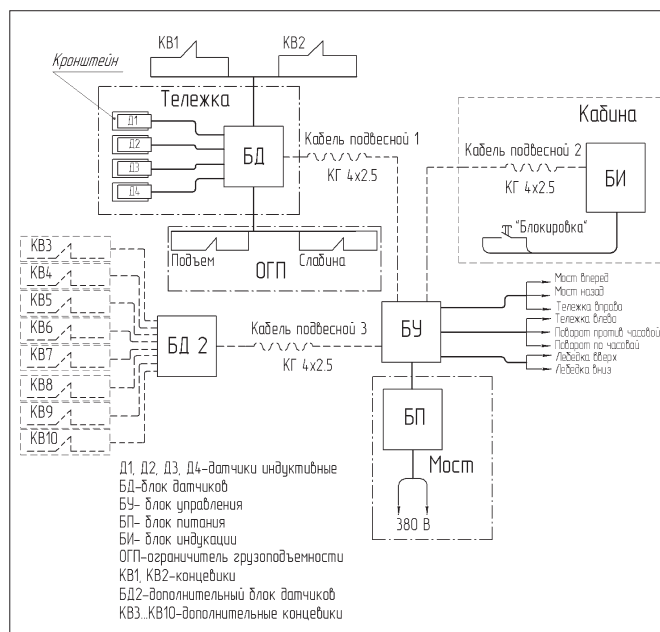 КВ1
КВ2
Кронштейн
Тележка
Д1
Д2
Д3
Д4
БД
Кабель подвесной 1
КГ 4x2.5
Кабина
Кабель подвесной 2
КГ 4x2.5
БИ
"Блокировка"
Подъем
Слабина
ОГП
КВ3
КВ4
КВ5
КВ6
КВ7
КВ8
КВ9
КВ10
БД 2
Кабель подвесной 3
КГ 4x2.5
БУ
Мост вперед
Мост назад
Тележка вправо
Тележка влево
Поворот против часовой
Поворот по часовой
Лебедка вверх
Лебедка вниз
БП
Мост
380 В
Д1, Д2, Д3, Д4-датчики индуктивные
БД-блок датчиков
БУ- блок управления
БП- блок питания
БИ- блок индукации
ОГП-ограничитель грузоподъемности
КВ1, КВ2-концевики
БД2-дополнительный блок датчиков
КВ3...КВ10-дополнительные концевики